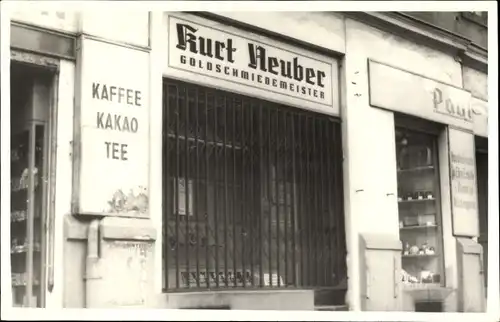 KAFFEE
KAKAO
TEE
Kurt Neuber
GOLDSCHMIEDEMEISTER
Paul